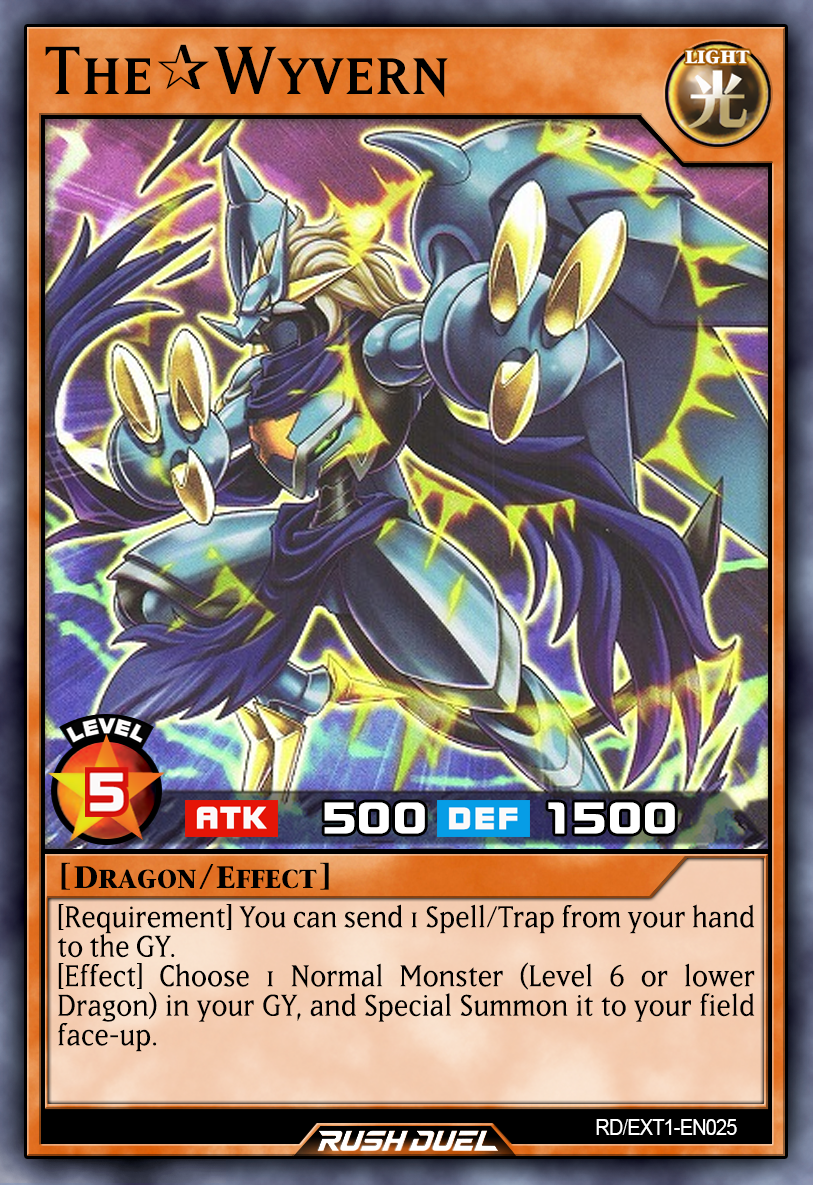 The☆Wyvern
LIGHT
光
LEVEL
5
ATK 500 DEF 1500
[Dragon/Effect]
[Requirement] You can send 1 Spell/Trap from your hand
to the GY.
[Effect] Choose 1 Normal Monster (Level 6 or lower
Dragon) in your GY, and Special Summon it to your field
face-up.
RD/EXT1-EN025
RUSH DUEL